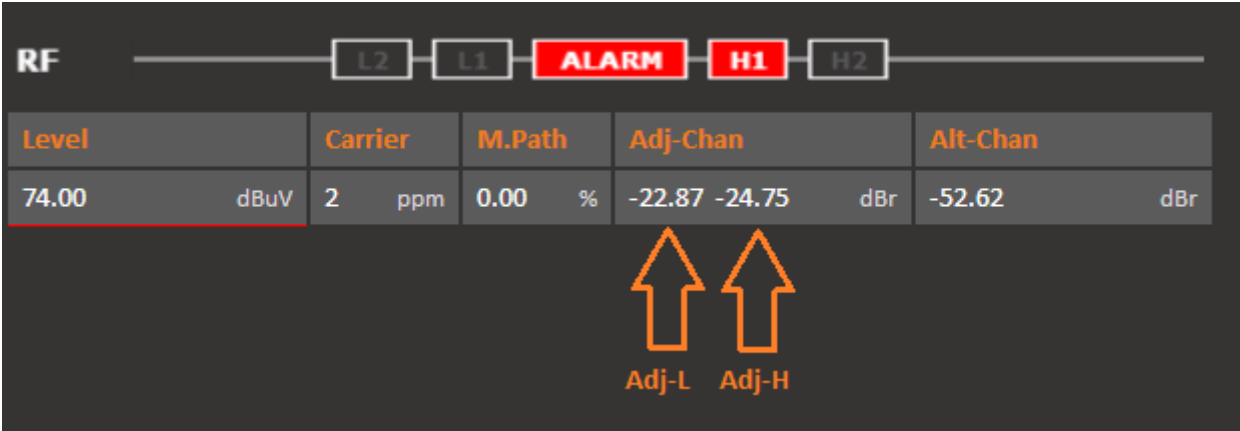 RF L2 L1 ALARM H1 H2
Level Carrier M.Path Adj-Chan Alt-Chan
74.00 dBuV 2 ppm 0.00 % -22.87 -24.75 dBr -52.62 dBr
Adj-L Adj-H